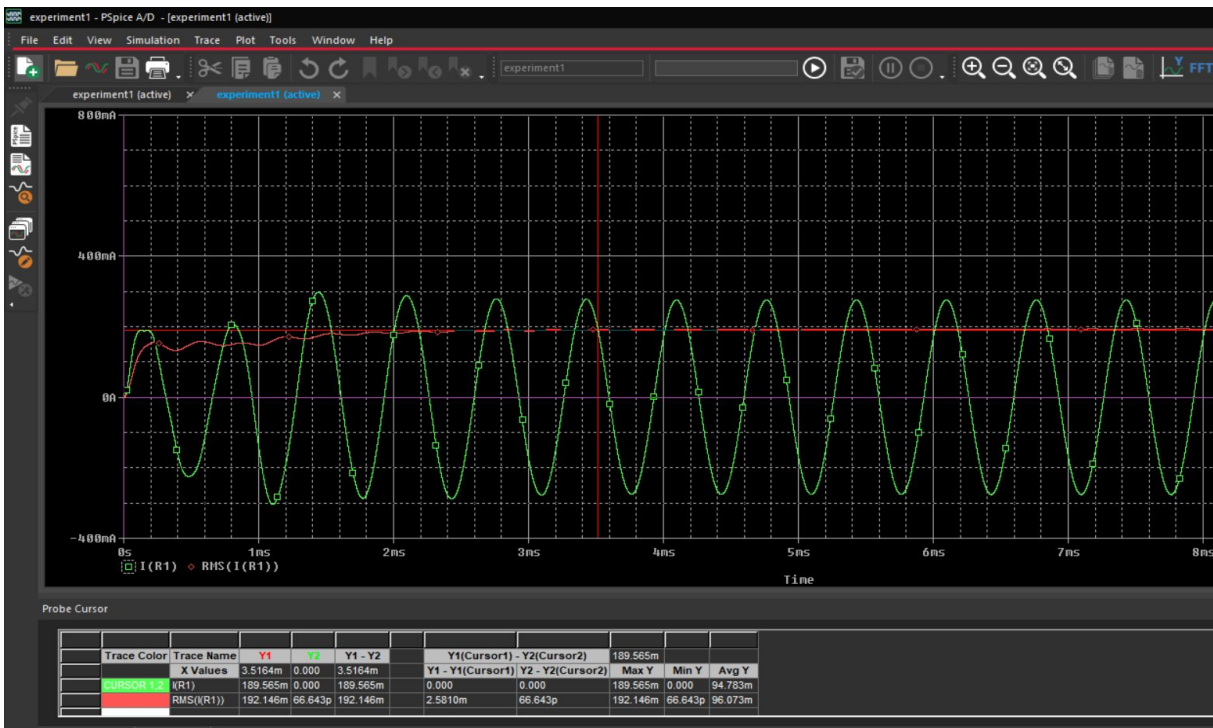 experiment1 - PSpice A/D - [experiment1 (active)]
File Edit View Simulation Trace Plot Tools Window Help
experiment1
FFT
experiment1 (active) × experiment1 (active) ×
PSpice
800mA
400mA
0A
-400mA
0s 1ms 2ms 3ms 4ms 5ms 6ms 7ms 8ms
I(R1) RMS(I(R1))
Time
Probe Cursor
Trace Color Trace Name Y1 Y2 Y1 - Y2 Y1(Cursor1) - Y2(Cursor2) 189.565m
X Values 3.5164m 0.000 3.5164m Y1 - Y1(Cursor1) Y2 - Y2(Cursor2) Max Y Min Y Avg Y
CURSOR 1,2 I(R1) 189.565m 0.000 189.565m 0.000 0.000 189.565m 0.000 94.783m
RMS(I(R1)) 192.146m 66.643p 192.146m 2.5810m 66.643p 192.146m 66.643p 96.073m